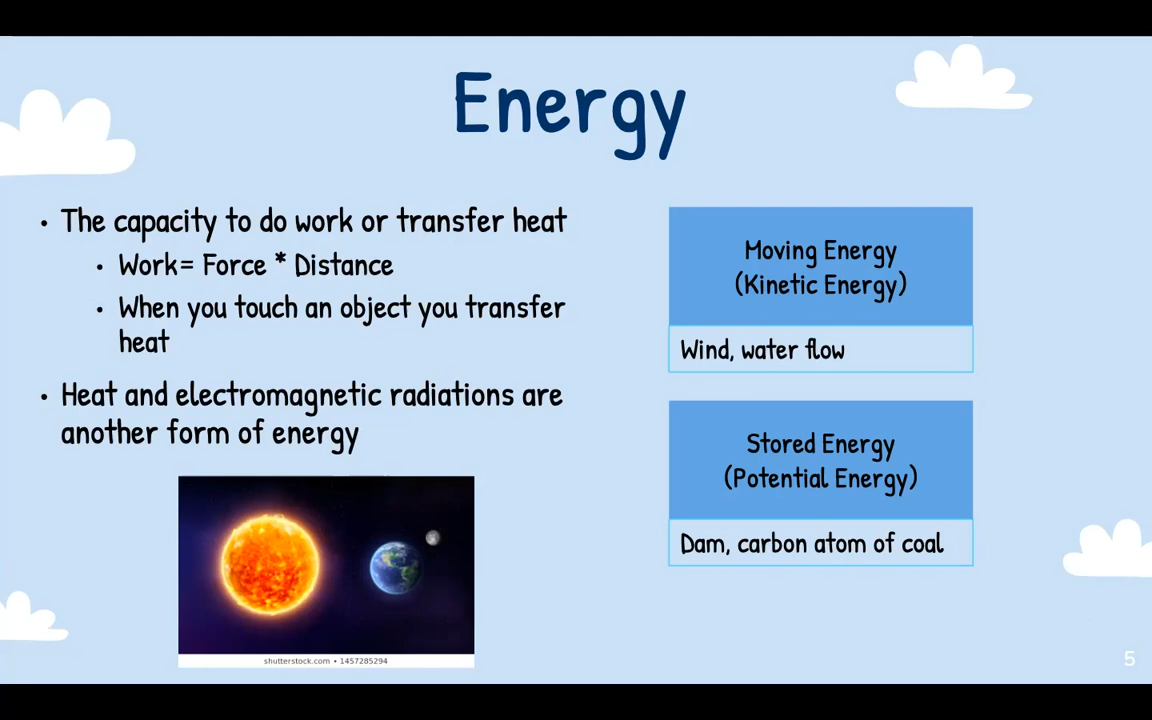 Energy
• The capacity to do work or transfer heat
• Work= Force * Distance
• When you touch an object you transfer
heat
• Heat and electromagnetic radiations are
another form of energy
shutterstock.com • 1457285294
Moving Energy
(Kinetic Energy)
Wind, water flow
Stored Energy
(Potential Energy)
Dam, carbon atom of coal
5